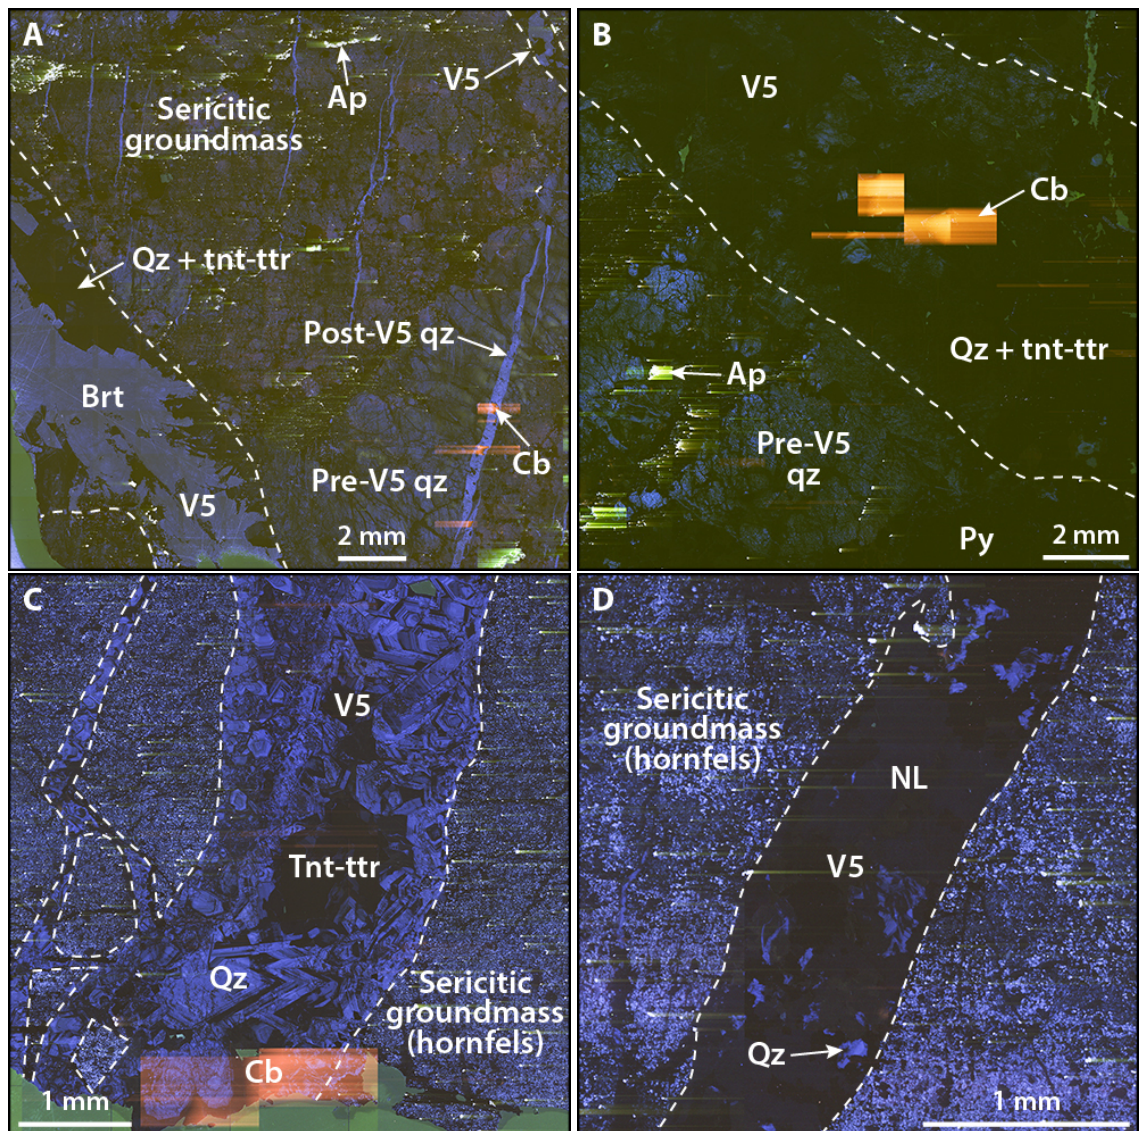 A
V5
Ap
Sericitic
groundmass
Qz + tnt-ttr
Post-V5 qz
Brt
Cb
Pre-V5 qz
V5
2 mm
B
V5
Cb
Qz + tnt-ttr
Ap
Pre-V5
qz
Py
2 mm
C
V5
Tnt-ttr
Qz
Sericitic
groundmass
(hornfels)
Cb
1 mm
D
Sericitic
groundmass
(hornfels)
NL
V5
Qz
1 mm